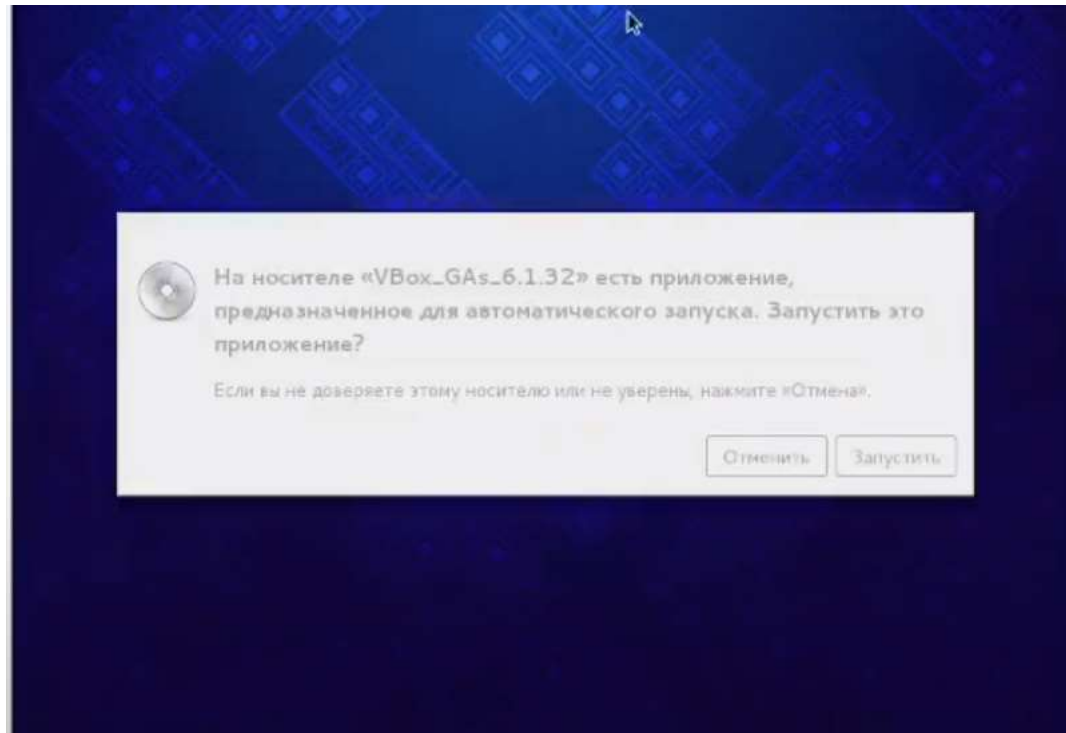 На носителе «VBox_GAs_6.1.32» есть приложение,
предназначенное для автоматического запуска. Запустить это
приложение?
Если вы не доверяете этому носителю или не уверены, нажмите «Отмена».
Отменить Запустить